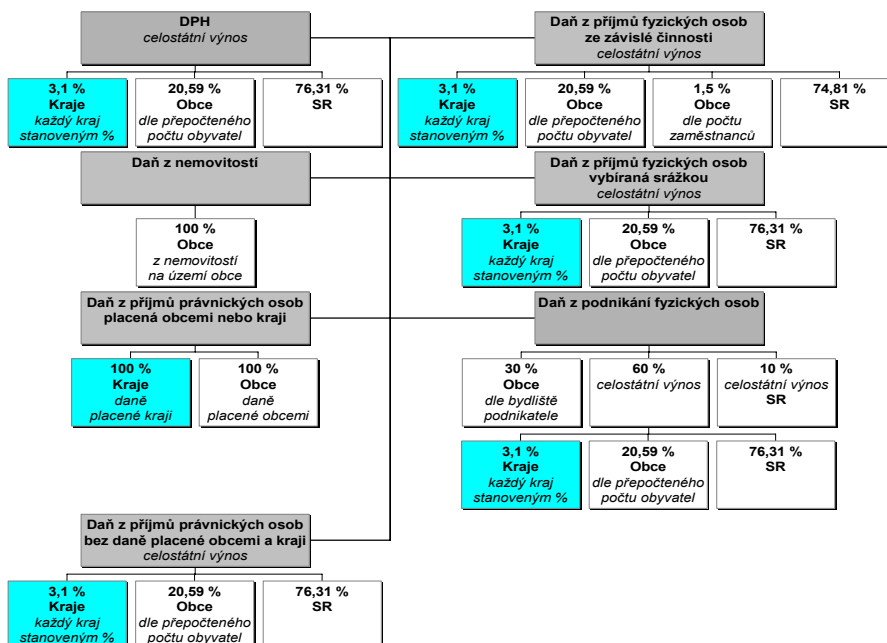 DPH
celostátní výnos
3,1 %
Kraje
každý kraj
stanoveným %
20,59 %
Obce
dle přepočteného
počtu obyvatel
76,31 %
SR
Daň z příjmů fyzických osob
ze závislé činnosti
celostátní výnos
3,1 %
Kraje
každý kraj
stanoveným %
20,59 %
Obce
dle přepočteného
počtu obyvatel
1,5 %
Obce
dle počtu
zaměstnanců
74,81 %
SR
Daň z nemovitostí
100 %
Obce
z nemovitostí
na území obce
Daň z příjmů fyzických osob
vybíraná srážkou
celostátní výnos
3,1 %
Kraje
každý kraj
stanoveným %
20,59 %
Obce
dle přepočteného
počtu obyvatel
76,31 %
SR
Daň z příjmů právnických osob
placená obcemi nebo kraji
100 %
Kraje
daně
placené kraji
100 %
Obce
daně
placené obcemi
Daň z podnikání fyzických osob
30 %
Obce
dle bydliště
podnikatele
60 %
celostátní výnos
10 %
celostátní výnos
SR
3,1 %
Kraje
každý kraj
stanoveným %
20,59 %
Obce
dle přepočteného
počtu obyvatel
76,31 %
SR
Daň z příjmů právnických osob
bez daně placené obcemi a kraji
celostátní výnos
3,1 %
Kraje
každý kraj
stanoveným %
20,59 %
Obce
dle přepočteného
počtu obyvatel
76,31 %
SR